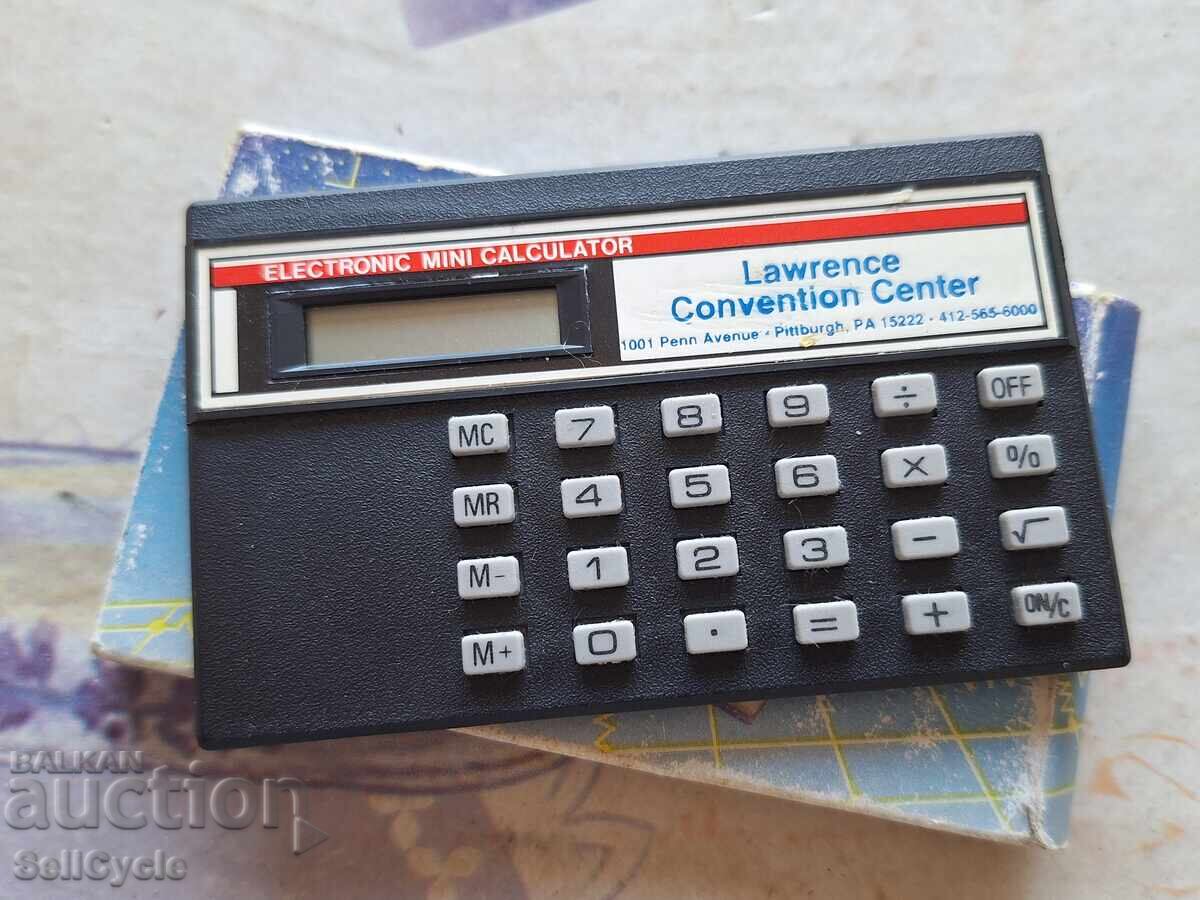 ELECTRONIC MINI CALCULATOR
Lawrence
Convention Center
1001 Penn Avenue · Pittburgh, PA 15222 · 412-565-6000
MC 7 8 9 ÷ OFF
MR 4 5 6 × %
M- 1 2 3 − √
M+ 0 · = + ON/C
BALKAN
auction
SellCycle